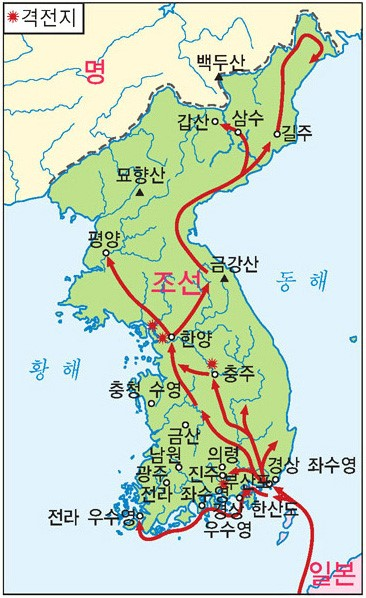 격전지
백두산
명
갑산
삼수
길주
묘향산
평양
금강산
조선
동해
한양
황해
충주
충청 수영
금산
남원
의령
경상 좌수영
광주
진주
부산포
전라 좌수영
경상 우수영
한산도
전라 우수영
일본